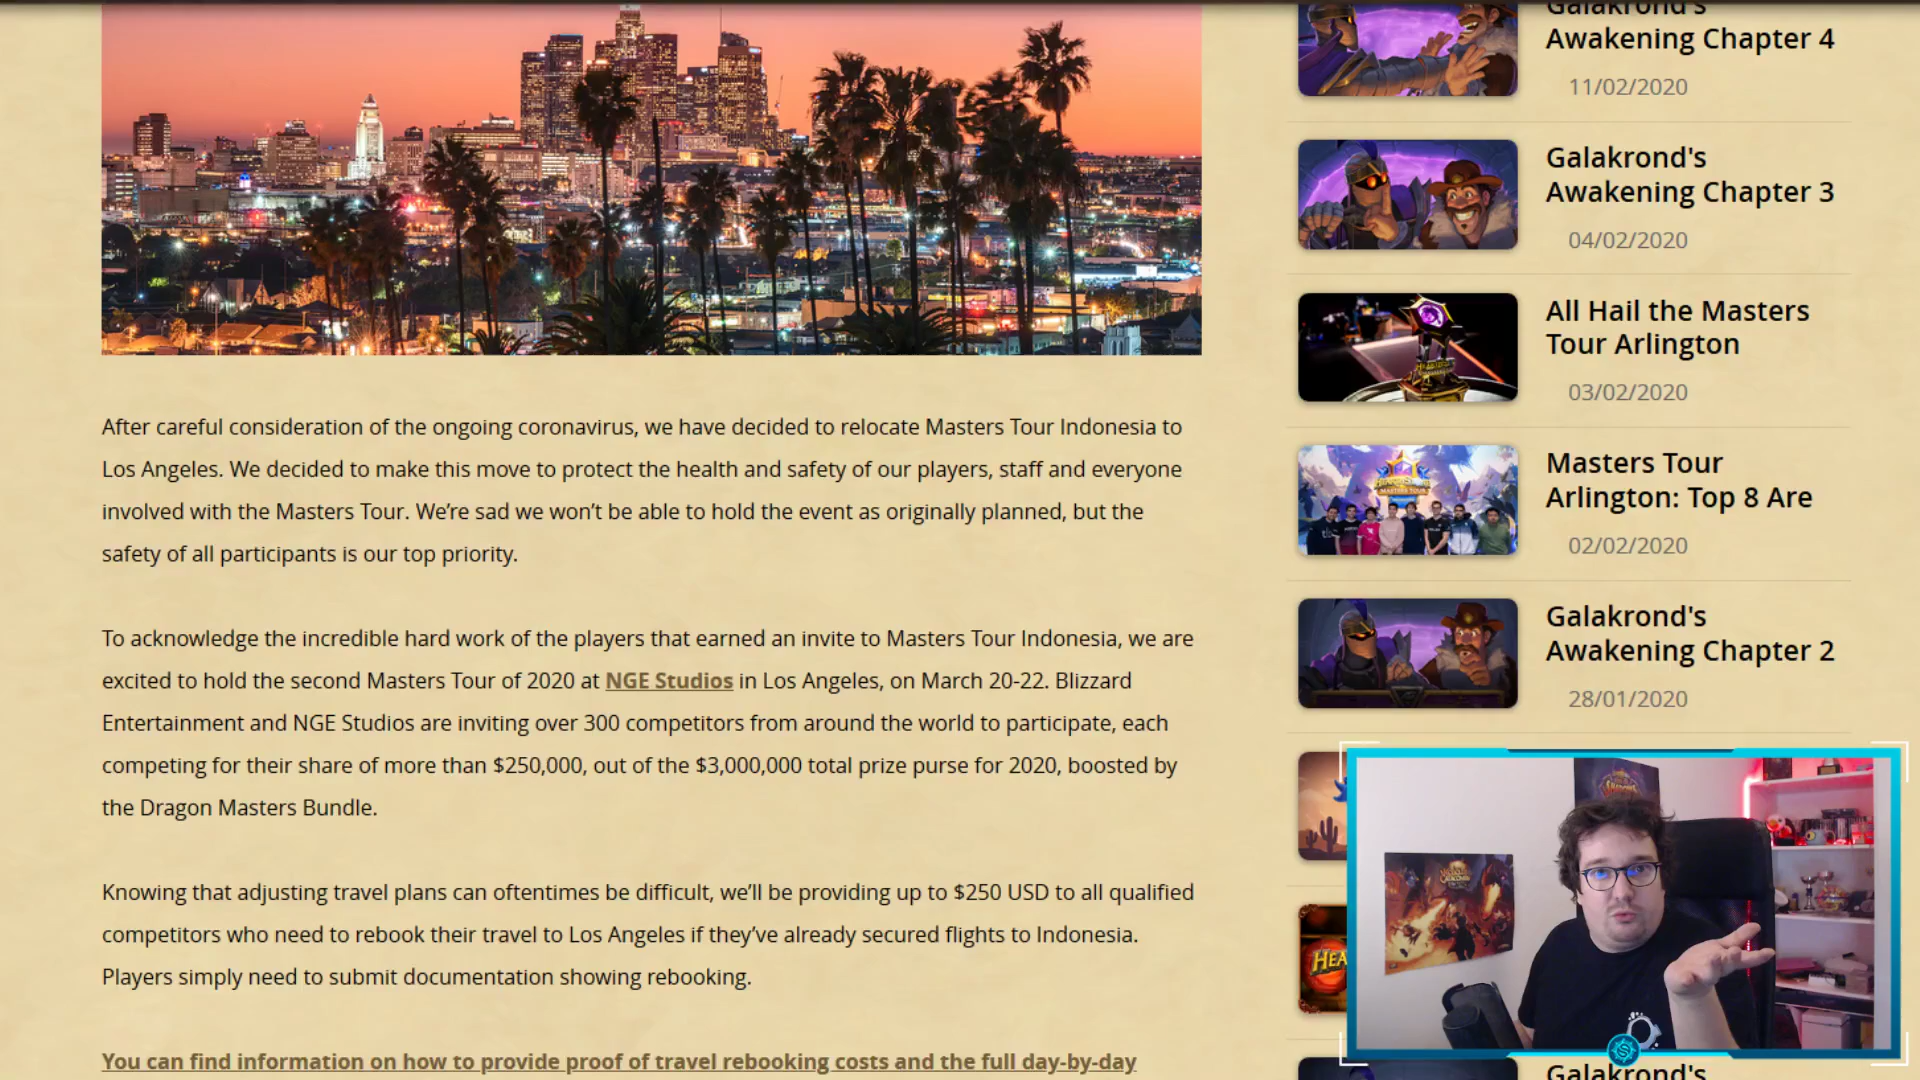 After careful consideration of the ongoing coronavirus, we have decided to relocate Masters Tour Indonesia to
Los Angeles. We decided to make this move to protect the health and safety of our players, staff and everyone
involved with the Masters Tour. We’re sad we won’t be able to hold the event as originally planned, but the
safety of all participants is our top priority.
To acknowledge the incredible hard work of the players that earned an invite to Masters Tour Indonesia, we are
excited to hold the second Masters Tour of 2020 at NGE Studios in Los Angeles, on March 20-22. Blizzard
Entertainment and NGE Studios are inviting over 300 competitors from around the world to participate, each
competing for their share of more than $250,000, out of the $3,000,000 total prize purse for 2020, boosted by
the Dragon Masters Bundle.
Knowing that adjusting travel plans can oftentimes be difficult, we’ll be providing up to $250 USD to all qualified
competitors who need to rebook their travel to Los Angeles if they’ve already secured flights to Indonesia.
Players simply need to submit documentation showing rebooking.
You can find information on how to provide proof of travel rebooking costs and the full day-by-day
Galakrond's
Awakening Chapter 4
11/02/2020
Galakrond's
Awakening Chapter 3
04/02/2020
All Hail the Masters
Tour Arlington
03/02/2020
Masters Tour
Arlington: Top 8 Are
02/02/2020
Galakrond's
Awakening Chapter 2
28/01/2020
HEA
Galakrond's